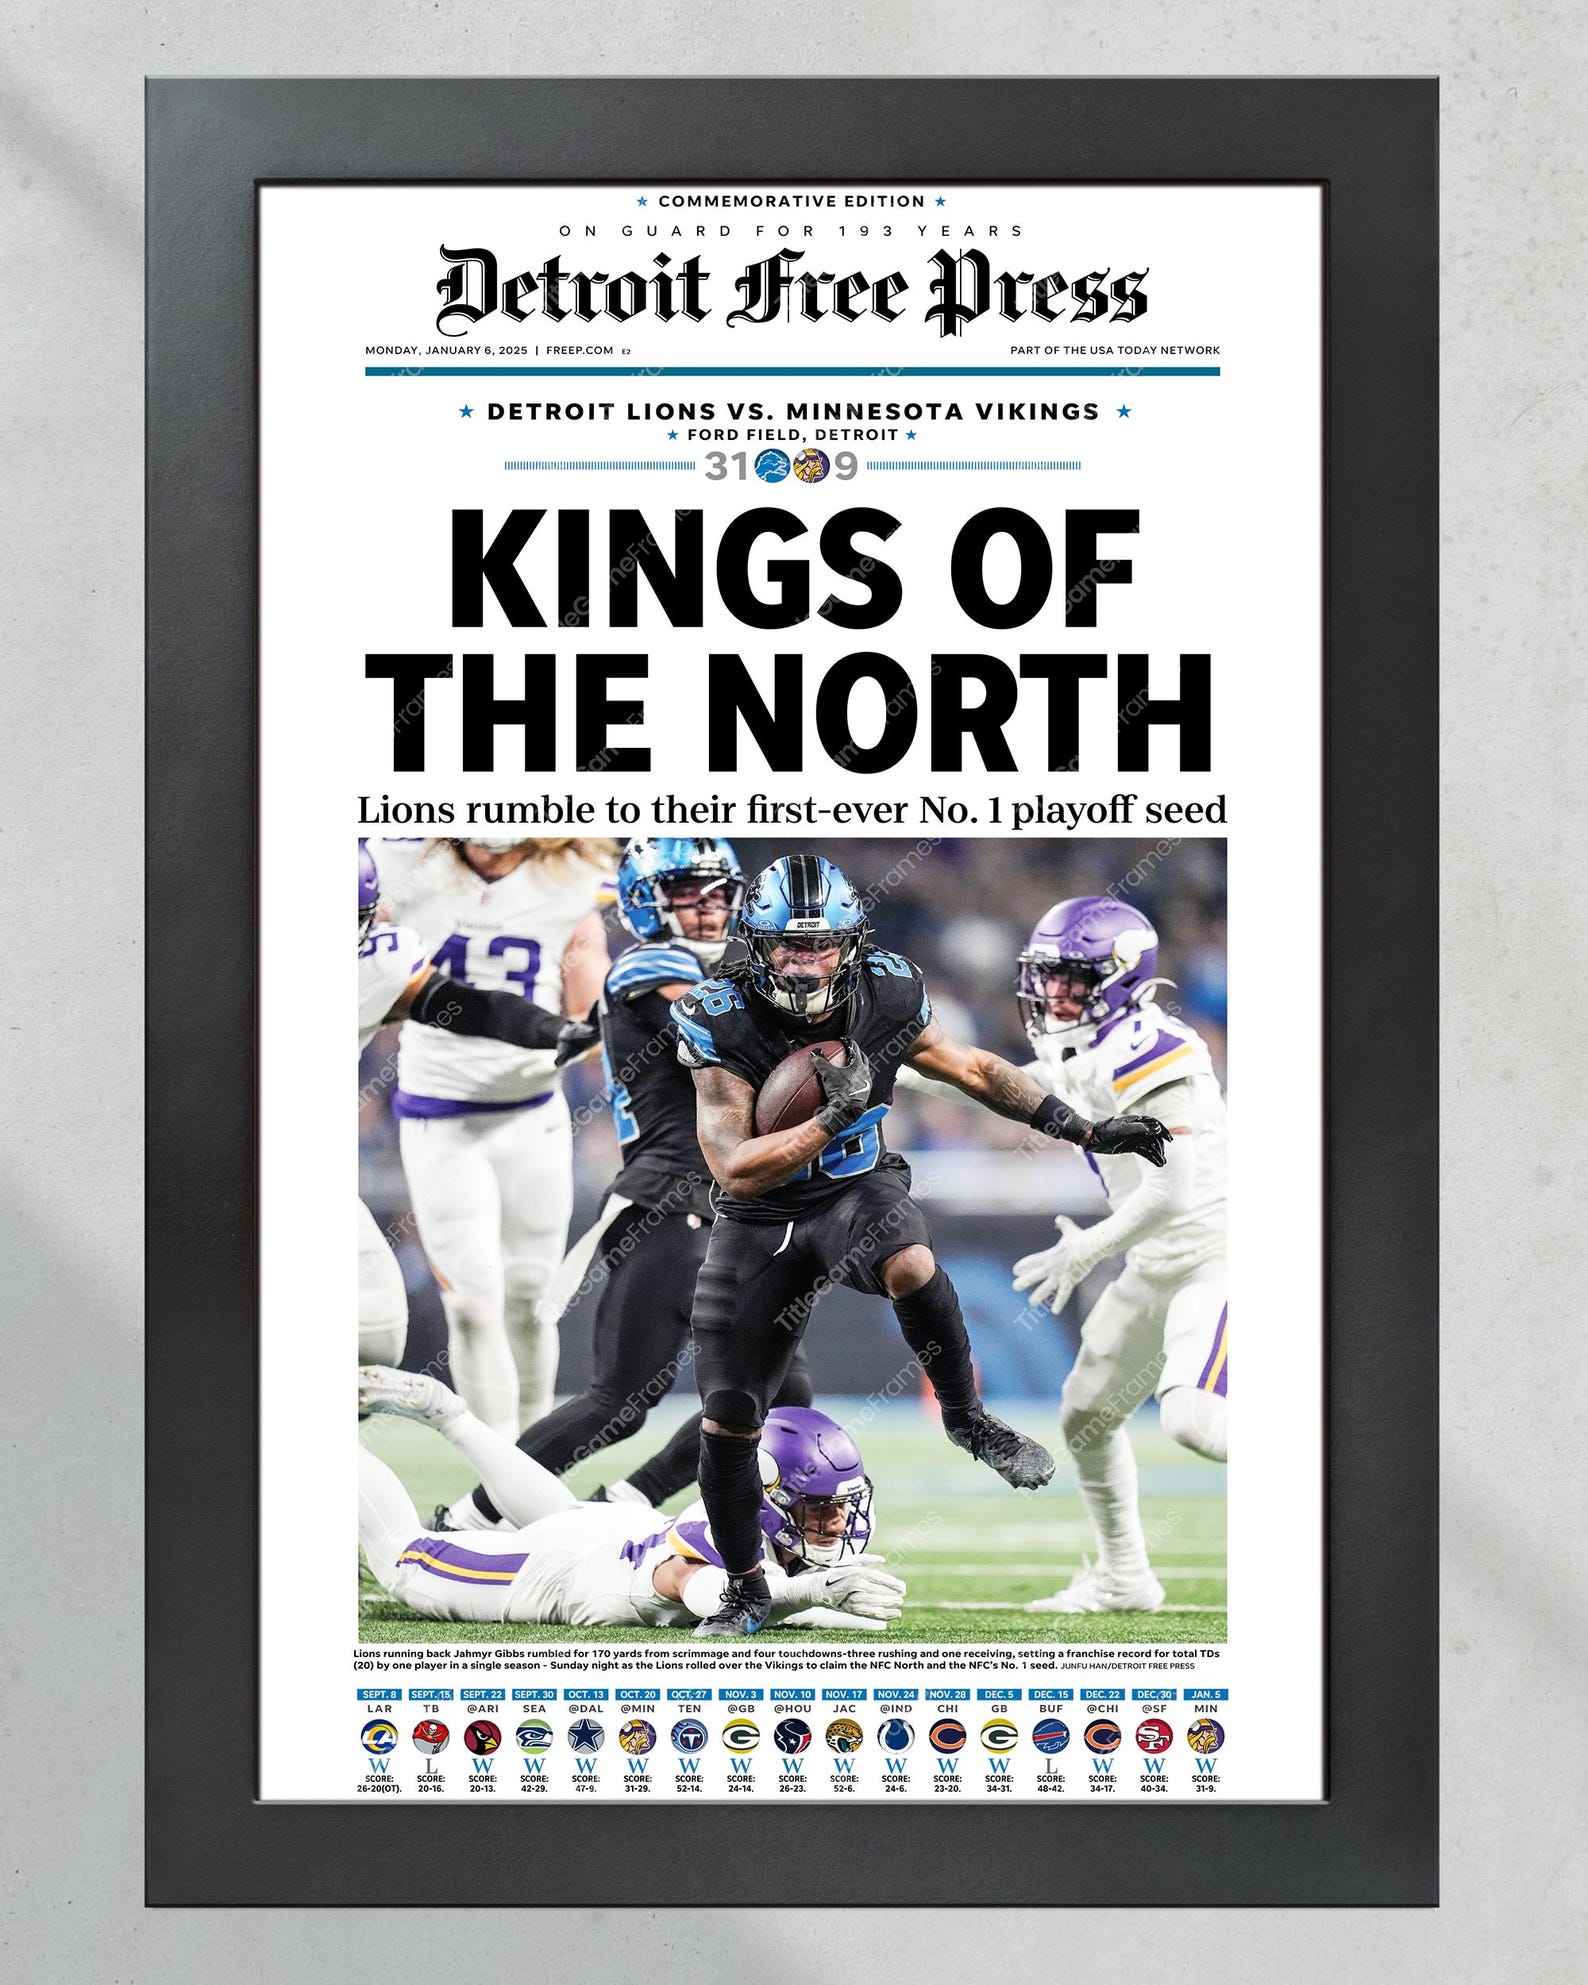 ★ COMMEMORATIVE EDITION ★
ON GUARD FOR 193 YEARS
Detroit Free Press
MONDAY, JANUARY 6, 2025 | FREEP.COM E2
PART OF THE USA TODAY NETWORK
★ DETROIT LIONS VS. MINNESOTA VIKINGS ★
★ FORD FIELD, DETROIT ★
31 9
KINGS OF
THE NORTH
Lions rumble to their first-ever No. 1 playoff seed
DETROIT
43
26
26
TitleGameFrames
Lions running back Jahmyr Gibbs rumbled for 170 yards from scrimmage and four touchdowns-three rushing and one receiving, setting a franchise record for total TDs
(20) by one player in a single season - Sunday night as the Lions rolled over the Vikings to claim the NFC North and the NFC's No. 1 seed. JUNFU HAN/DETROIT FREE PRESS
SEPT. 8 SEPT. 15 SEPT. 22 SEPT. 30 OCT. 13 OCT. 20 OCT. 27 NOV. 3 NOV. 10 NOV. 17 NOV. 24 NOV. 28 DEC. 5 DEC. 15 DEC. 22 DEC. 30 JAN. 5
LAR TB @ARI SEA @DAL @MIN TEN @GB @HOU JAC @IND CHI GB BUF @CHI @SF MIN
W L W W W W W W W W W W W L W W W
SCORE: SCORE: SCORE: SCORE: SCORE: SCORE: SCORE: SCORE: SCORE: SCORE: SCORE: SCORE: SCORE: SCORE: SCORE: SCORE: SCORE:
26-20(OT). 20-16. 20-13. 42-29. 47-9. 31-29. 52-14. 24-14. 26-23. 52-6. 24-6. 23-20. 34-31. 48-42. 34-17. 40-34. 31-9.